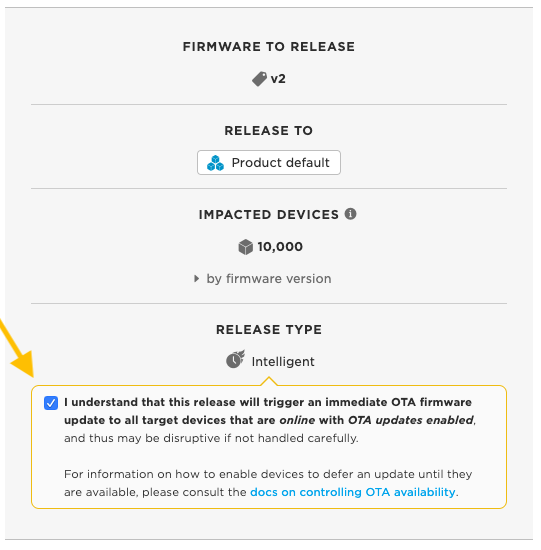 FIRMWARE TO RELEASE
v2
RELEASE TO
Product default
IMPACTED DEVICES
10,000
by firmware version
RELEASE TYPE
Intelligent
I understand that this release will trigger an immediate OTA firmware
update to all target devices that are online with OTA updates enabled,
and thus may be disruptive if not handled carefully.
For information on how to enable devices to defer an update until they
are available, please consult the docs on controlling OTA availability.